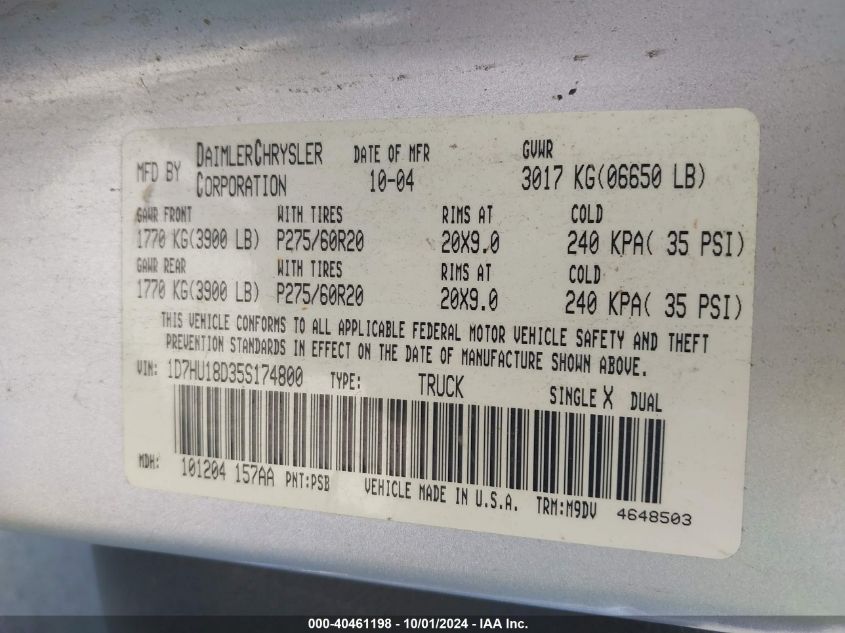 MFD BY DAIMLERCHRYSLER CORPORATION DATE OF MFR 10-04 GVWR 3017 KG(06650 LB)
GAWR FRONT WITH TIRES RIMS AT COLD
1770 KG(3900 LB) P275/60R20 20X9.0 240 KPA( 35 PSI)
GAWR REAR WITH TIRES RIMS AT COLD
1770 KG(3900 LB) P275/60R20 20X9.0 240 KPA( 35 PSI)
THIS VEHICLE CONFORMS TO ALL APPLICABLE FEDERAL MOTOR VEHICLE SAFETY AND THEFT
PREVENTION STANDARDS IN EFFECT ON THE DATE OF MANUFACTURE SHOWN ABOVE.
VIN: 1D7HU18D35S174800 TYPE: TRUCK SINGLE X DUAL
MDH: 101204 157AA PNT:PSB VEHICLE MADE IN U.S.A. TRM:M9DV 4648503
000-40461198 - 10/01/2024 - IAA Inc.